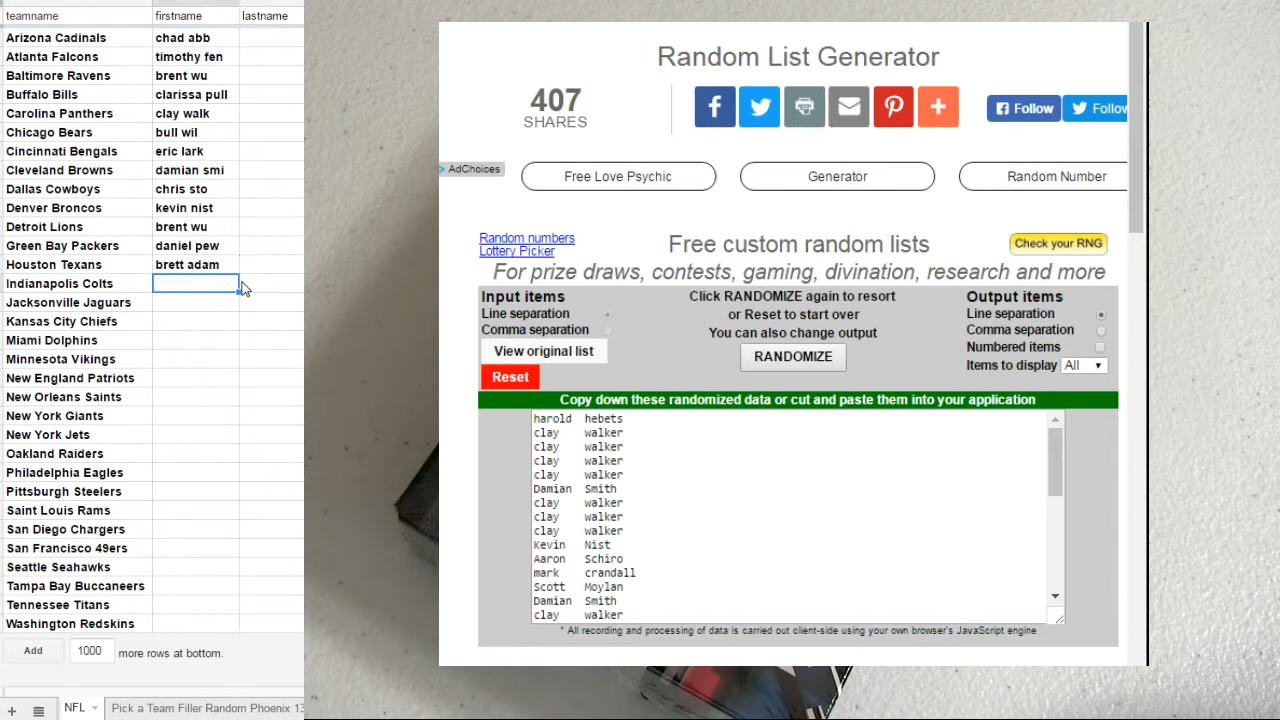 teamname firstname lastname
Arizona Cadinals chad abb
Atlanta Falcons timothy fen
Baltimore Ravens brent wu
Buffalo Bills clarissa pull
Carolina Panthers clay walk
Chicago Bears bull wil
Cincinnati Bengals eric lark
Cleveland Browns damian smi
Dallas Cowboys chris sto
Denver Broncos kevin nist
Detroit Lions brent wu
Green Bay Packers daniel pew
Houston Texans brett adam
Indianapolis Colts
Jacksonville Jaguars
Kansas City Chiefs
Miami Dolphins
Minnesota Vikings
New England Patriots
New Orleans Saints
New York Giants
New York Jets
Oakland Raiders
Philadelphia Eagles
Pittsburgh Steelers
Saint Louis Rams
San Diego Chargers
San Francisco 49ers
Seattle Seahawks
Tampa Bay Buccaneers
Tennessee Titans
Washington Redskins
Add 1000 more rows at bottom.
NFL Pick a Team Filler Random Phoenix 13
Random List Generator
407
SHARES
Follow Follow
AdChoices
Free Love Psychic Generator Random Number
Random numbers
Lottery Picker
Free custom random lists
Check your RNG
For prize draws, contests, gaming, divination, research and more
Input items
Line separation
Comma separation
View original list
Reset
Click RANDOMIZE again to resort
or Reset to start over
You can also change output
RANDOMIZE
Output items
Line separation
Comma separation
Numbered items
Items to display All
Copy down these randomized data or cut and paste them into your application
harold hebets
clay walker
clay walker
clay walker
clay walker
Damian Smith
clay walker
clay walker
clay walker
Kevin Nist
Aaron Schiro
mark crandall
Scott Moylan
Damian Smith
clay walker
* All recording and processing of data is carried out client-side using your own browser's JavaScript engine